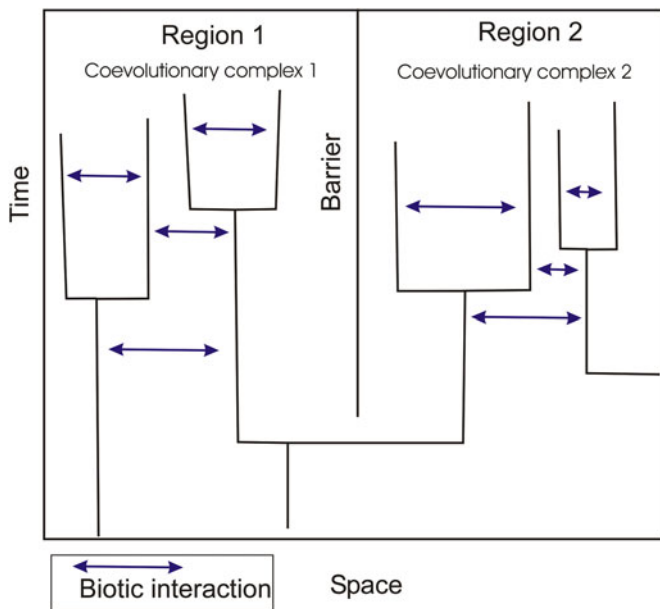 Region 1
Region 2
Coevolutionary complex 1
Coevolutionary complex 2
Time
Barrier
Biotic interaction
Space